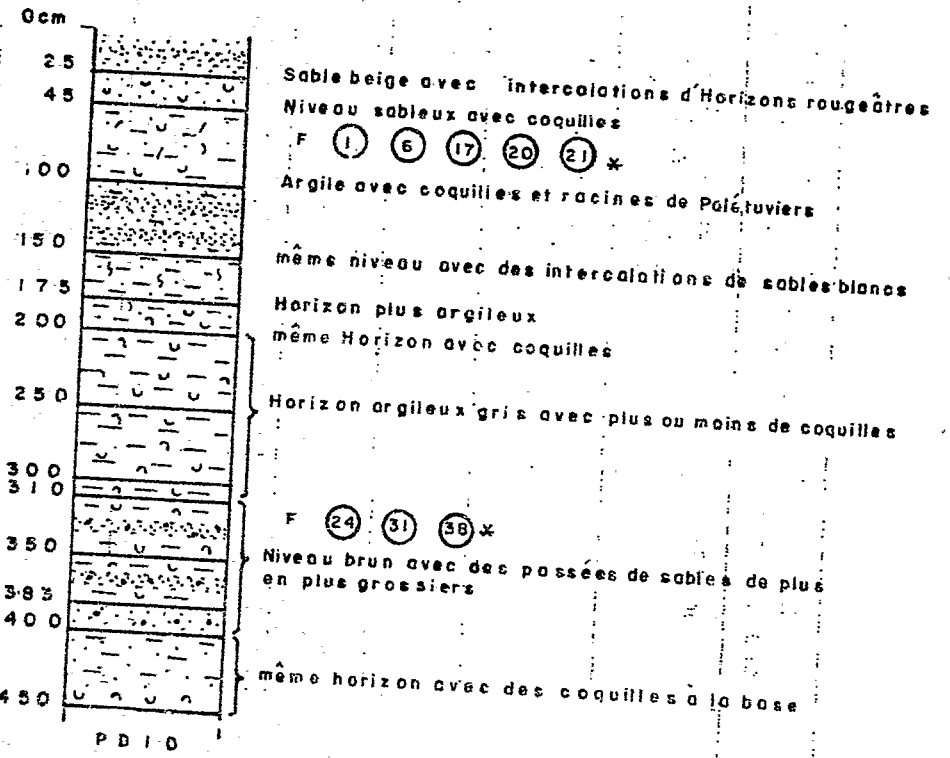 0cm
25
Sable beige avec intercalations d'Horizons rougeâtres
45
Niveau sableux avec coquilles
F 1 6 17 20 21 *
100
Argile avec coquilles et racines de Palétuviers
150
même niveau avec des intercalations de sables blancs
175
Horizon plus argileux
200
même Horizon avec coquilles
250
Horizon argileux gris avec plus ou moins de coquilles
300
310
F 24 31 38 *
350
Niveau brun avec des passées de sables de plus
en plus grossiers
383
400
même horizon avec des coquilles à la base
450
PD10